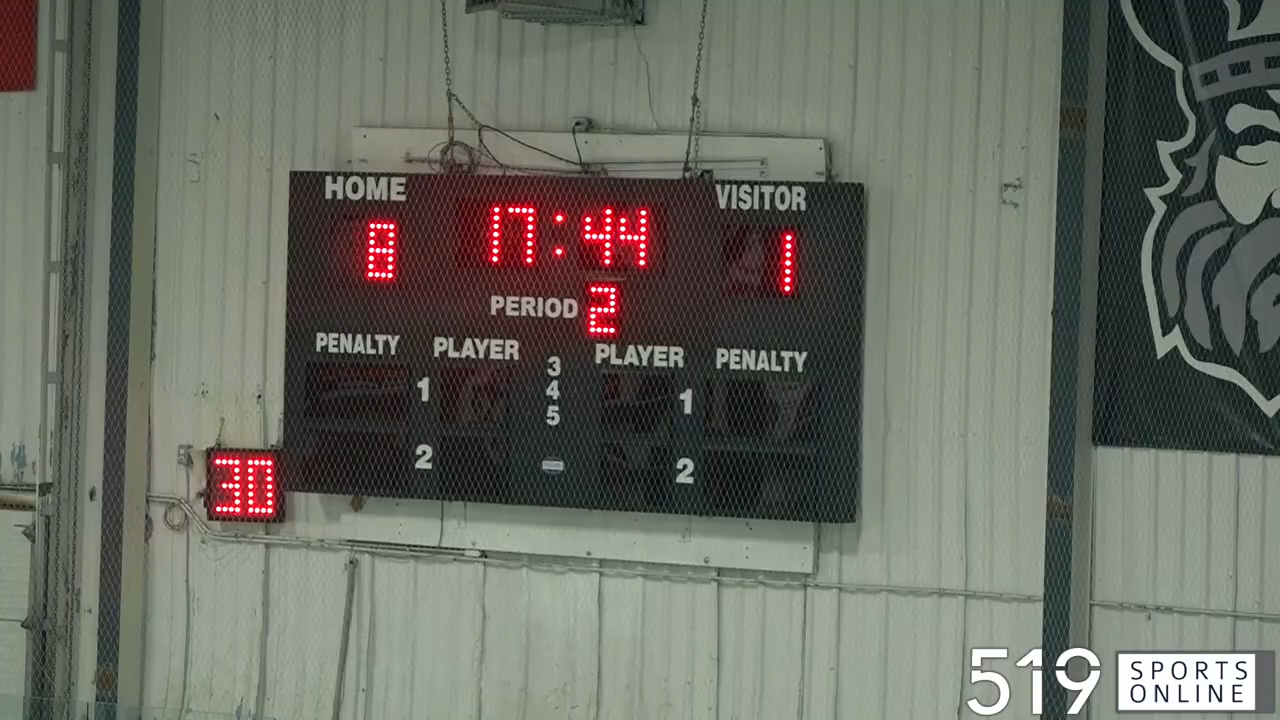 HOME
17:44
VISITOR
8
1
PERIOD 2
PENALTY
PLAYER
PLAYER
PENALTY
3
4
5
1
1
2
2
30
519 SPORTS
ONLINE